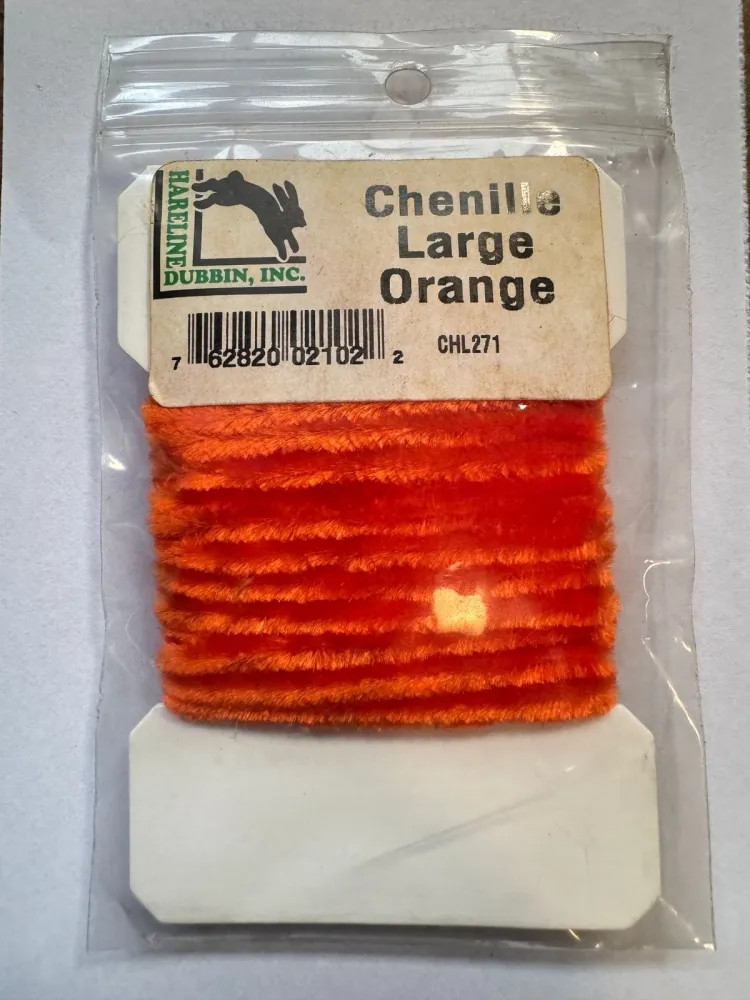 HARELINE
DUBBIN, INC.
Chenille
Large
Orange
CHL271
7 62820 02102 2